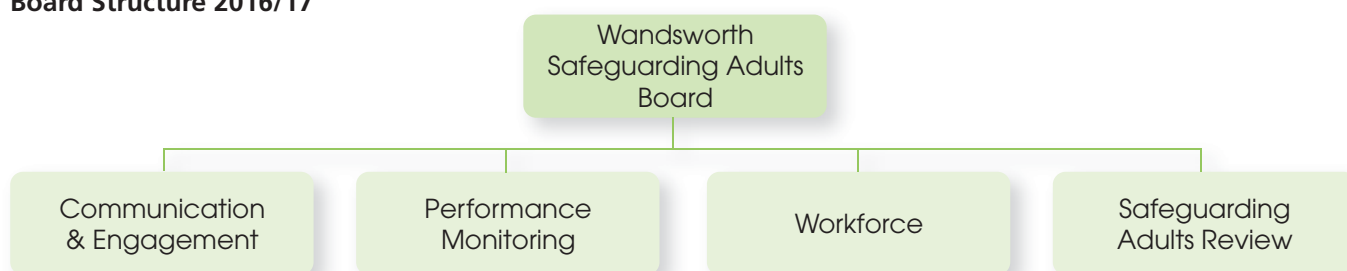 Board Structure 2016/17
Wandsworth
Safeguarding Adults
Board
Communication
& Engagement
Performance
Monitoring
Workforce
Safeguarding
Adults Review